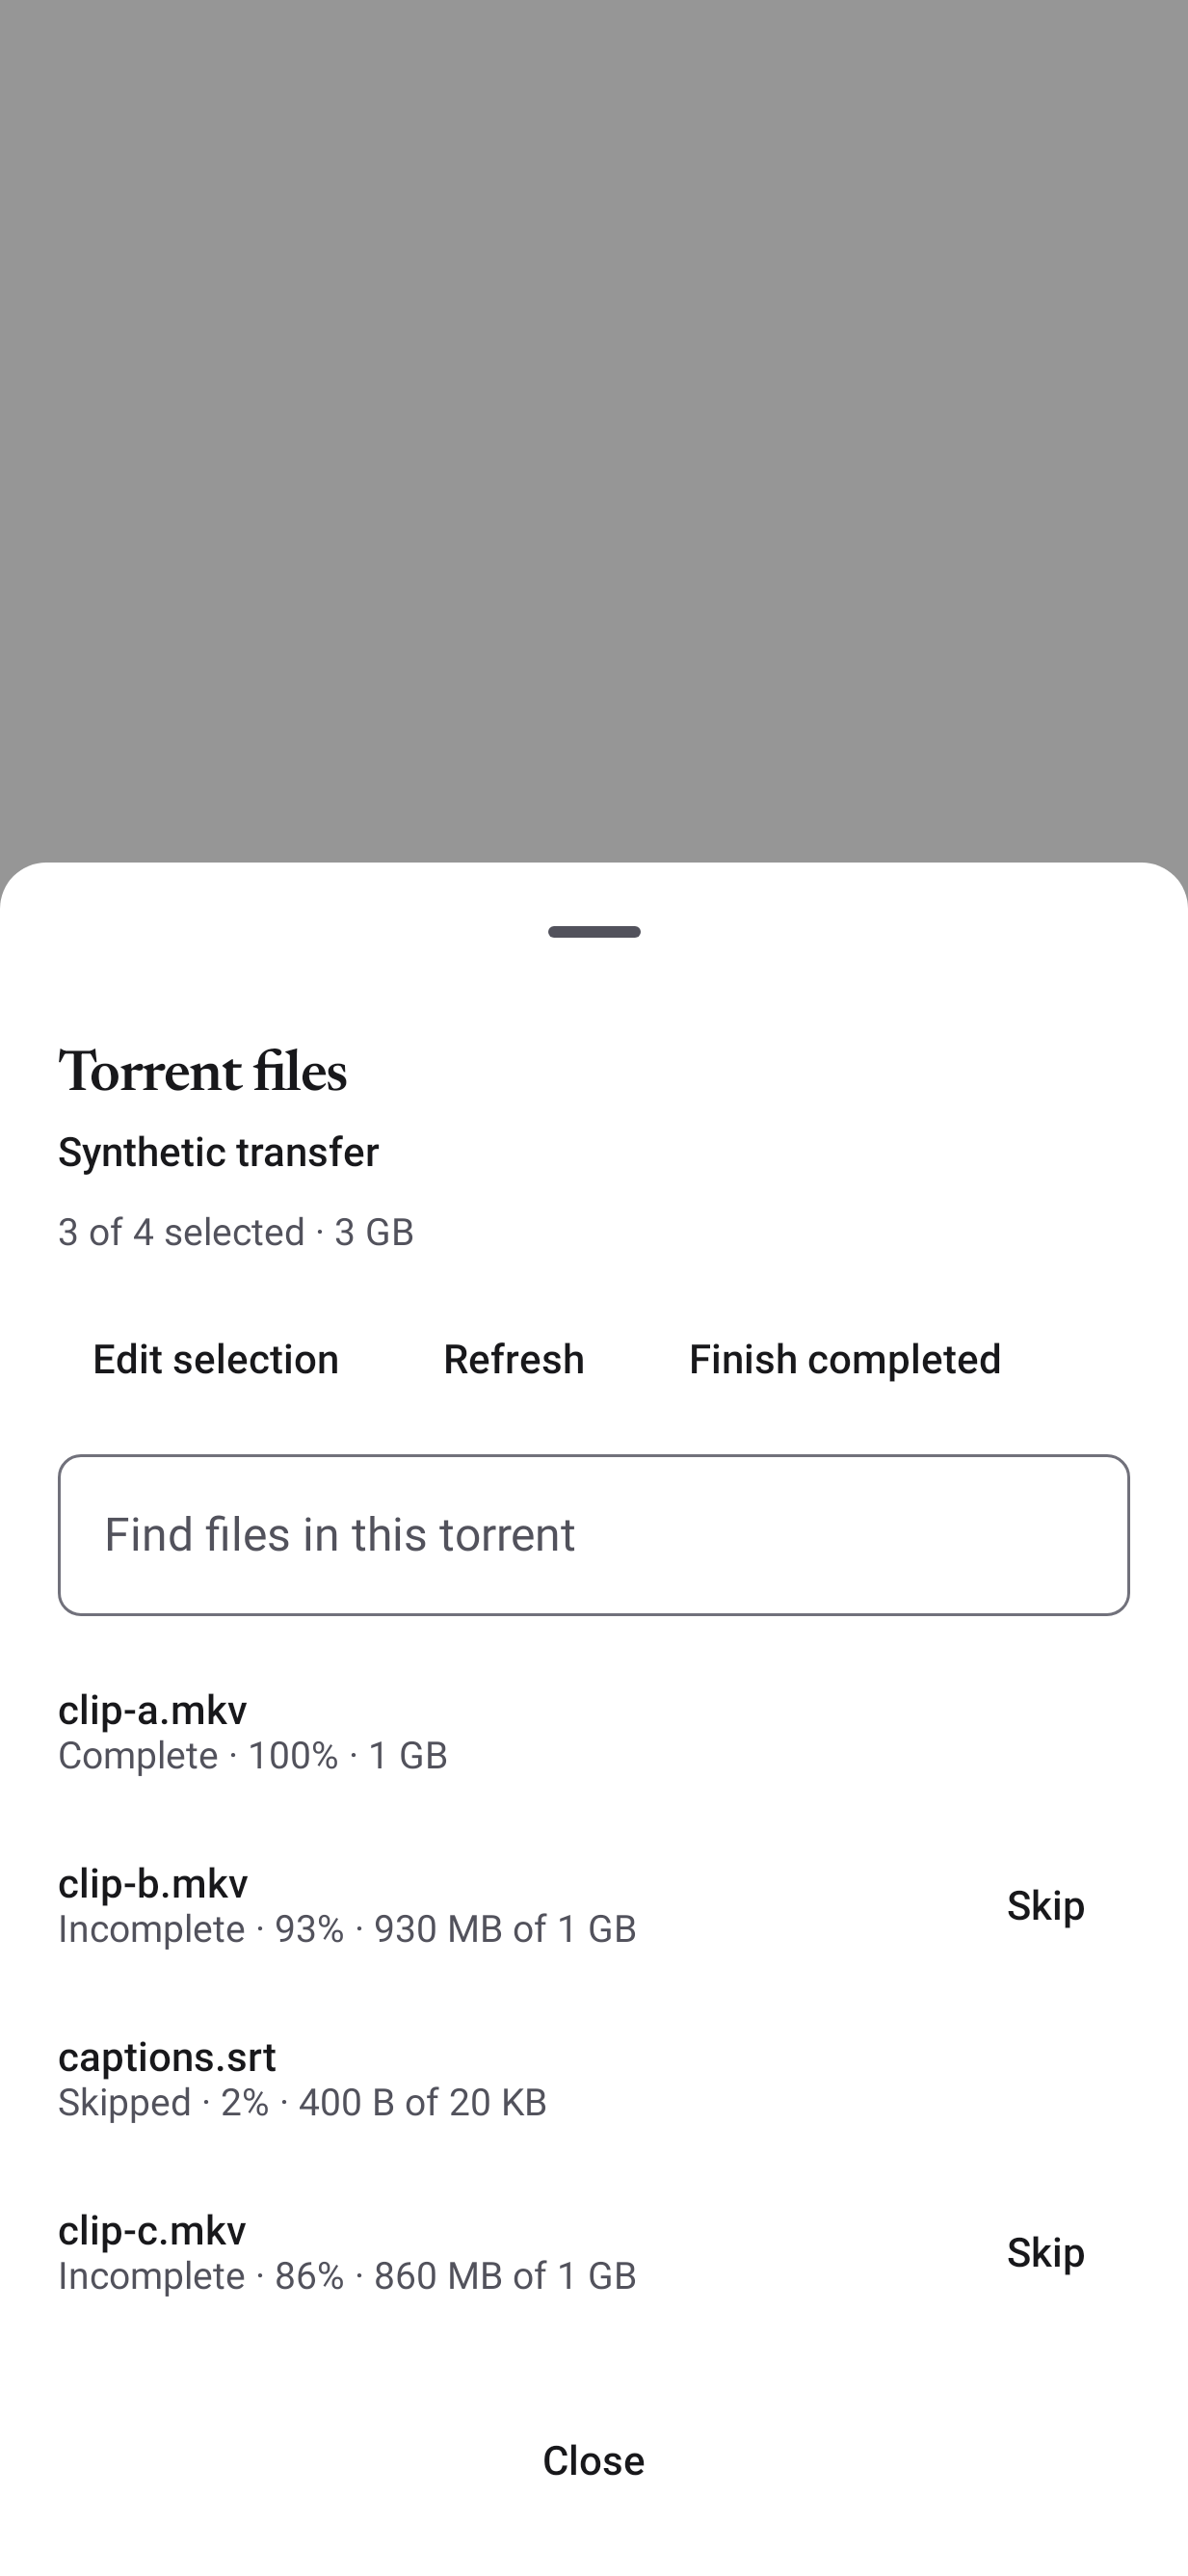 Torrent files
Synthetic transfer
3 of 4 selected · 3 GB
Edit selection Refresh Finish completed
Find files in this torrent
clip-a.mkv
Complete · 100% · 1 GB
clip-b.mkv
Incomplete · 93% · 930 MB of 1 GB
Skip
captions.srt
Skipped · 2% · 400 B of 20 KB
clip-c.mkv
Incomplete · 86% · 860 MB of 1 GB
Skip
Close